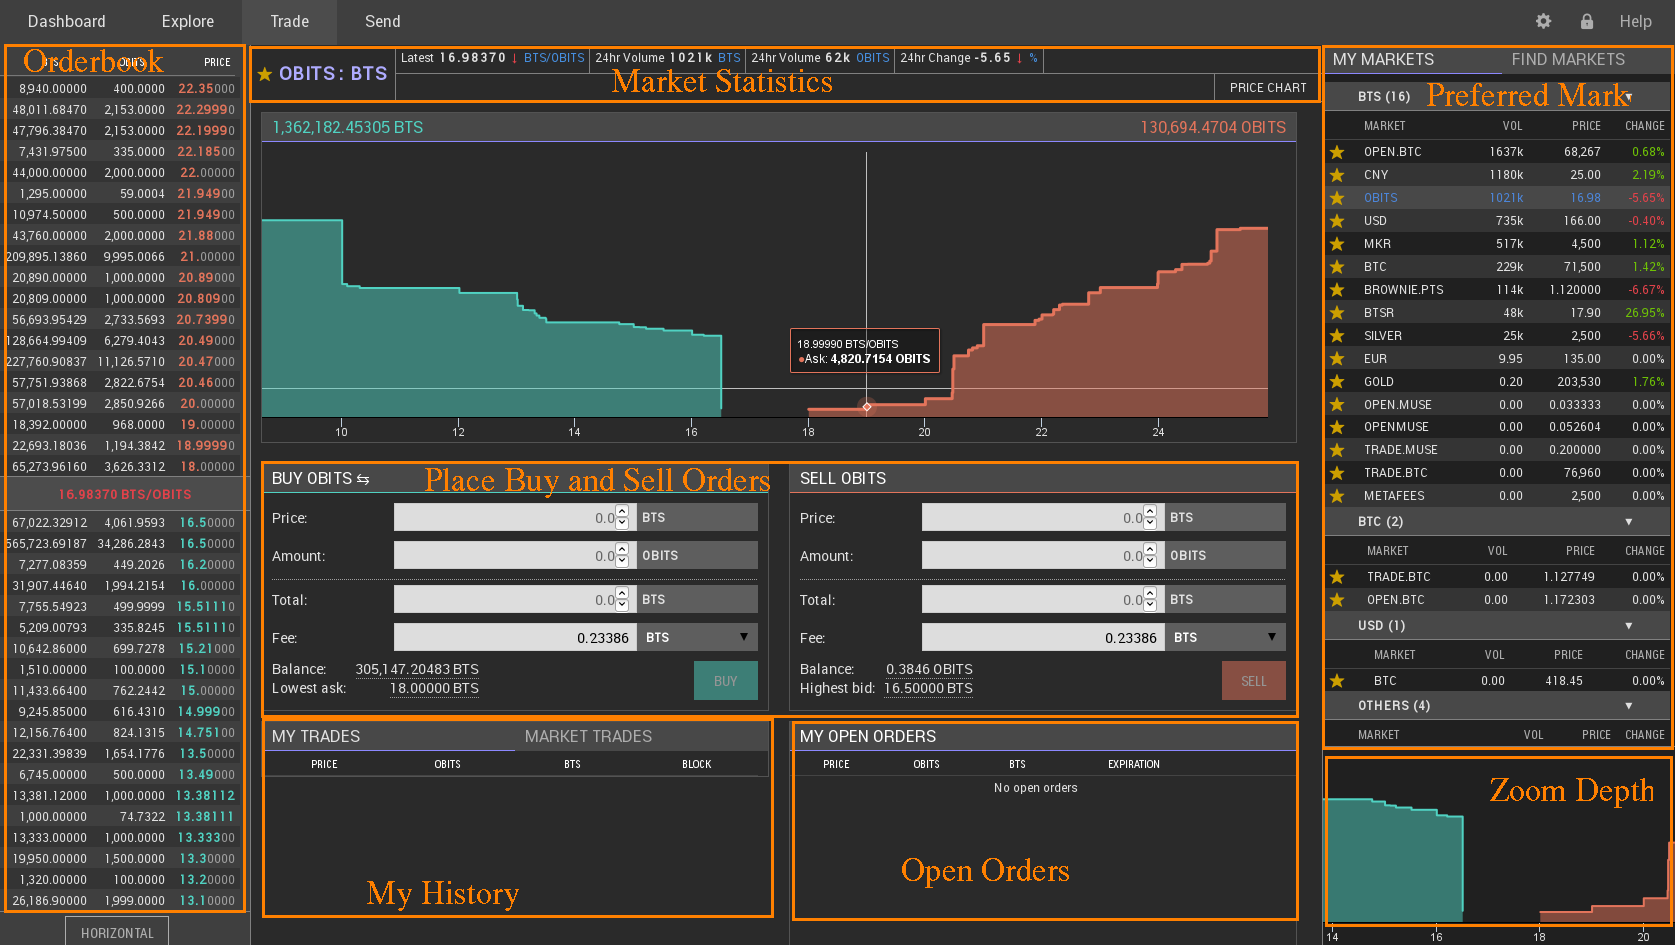 Dashboard Explore Trade Send Help
Orderbook
PRICE
8,940.00000 400.0000 22.35000
48,011.68470 2,153.0000 22.29990
47,796.38470 2,153.0000 22.19990
7,431.97500 335.0000 22.18500
44,000.00000 2,000.0000 22.00000
1,295.00000 59.0004 21.94900
10,974.50000 500.0000 21.94900
43,760.00000 2,000.0000 21.88000
209,895.13860 9,995.0066 21.00000
20,890.00000 1,000.0000 20.89000
20,809.00000 1,000.0000 20.80900
56,693.95429 2,733.5693 20.73990
128,664.99409 6,279.4043 20.49000
227,760.90837 11,126.5710 20.47000
57,751.93868 2,822.6754 20.46000
57,018.53199 2,850.9266 20.00000
18,392.00000 968.0000 19.00000
22,693.18036 1,194.3842 18.99990
65,273.96160 3,626.3312 18.00000
16.98370 BTS/OBITS
67,022.32912 4,061.9593 16.50000
565,723.69187 34,286.2843 16.50000
7,277.08359 449.2026 16.20000
31,907.44640 1,994.2154 16.00000
7,755.54923 499.9999 15.51110
5,209.00793 335.8245 15.51110
10,642.86000 699.7278 15.21000
1,510.00000 100.0000 15.10000
11,433.66400 762.2442 15.00000
9,245.85000 616.4310 14.99900
12,156.76400 824.1315 14.75100
22,331.39839 1,654.1776 13.50000
6,745.00000 500.0000 13.49000
13,381.12000 1,000.0000 13.38112
1,000.00000 74.7322 13.38111
13,333.00000 1,000.0000 13.33300
19,950.00000 1,500.0000 13.30000
1,320.00000 100.0000 13.20000
26,186.90000 1,999.0000 13.10000
HORIZONTAL
OBITS : BTS
Latest 16.98370 ↓ BTS/OBITS 24hr Volume 1021k BTS 24hr Volume 62k OBITS 24hr Change -5.65 ↓ %
Market Statistics
PRICE CHART
1,362,182.45305 BTS 130,694.4704 OBITS
18.99990 BTS/OBITS
Ask: 4,820.7154 OBITS
10 12 14 16 18 20 22 24
BUY OBITS ⇆
Place Buy and Sell Orders
Price: 0.0 BTS
Amount: 0.0 OBITS
Total: 0.0 BTS
Fee: 0.23386 BTS ▼
Balance: 305,147.20483 BTS
Lowest ask: 18.00000 BTS
BUY
SELL OBITS
Price: 0.0 BTS
Amount: 0.0 OBITS
Total: 0.0 BTS
Fee: 0.23386 BTS ▼
Balance: 0.3846 OBITS
Highest bid: 16.50000 BTS
SELL
MY TRADES MARKET TRADES
PRICE OBITS BTS BLOCK
My History
MY OPEN ORDERS
PRICE OBITS BTS EXPIRATION
No open orders
Open Orders
MY MARKETS FIND MARKETS
BTS (16) ▼
Preferred Mark
MARKET VOL PRICE CHANGE
OPEN.BTC 1637k 68,267 0.68%
CNY 1180k 25.00 2.19%
OBITS 1021k 16.98 -5.65%
USD 735k 166.00 -0.40%
MKR 517k 4,500 1.12%
BTC 229k 71,500 1.42%
BROWNIE.PTS 114k 1.120000 -6.67%
BTSR 48k 17.90 26.95%
SILVER 25k 2,500 -5.66%
EUR 9.95 135.00 0.00%
GOLD 0.20 203,530 1.76%
OPEN.MUSE 0.00 0.033333 0.00%
OPENMUSE 0.00 0.052604 0.00%
TRADE.MUSE 0.00 0.200000 0.00%
TRADE.BTC 0.00 76,960 0.00%
METAFEES 0.00 2,500 0.00%
BTC (2) ▼
MARKET VOL PRICE CHANGE
TRADE.BTC 0.00 1.127749 0.00%
OPEN.BTC 0.00 1.172303 0.00%
USD (1) ▼
MARKET VOL PRICE CHANGE
BTC 0.00 418.45 0.00%
OTHERS (4) ▼
MARKET VOL PRICE CHANGE
Zoom Depth
14 16 18 20